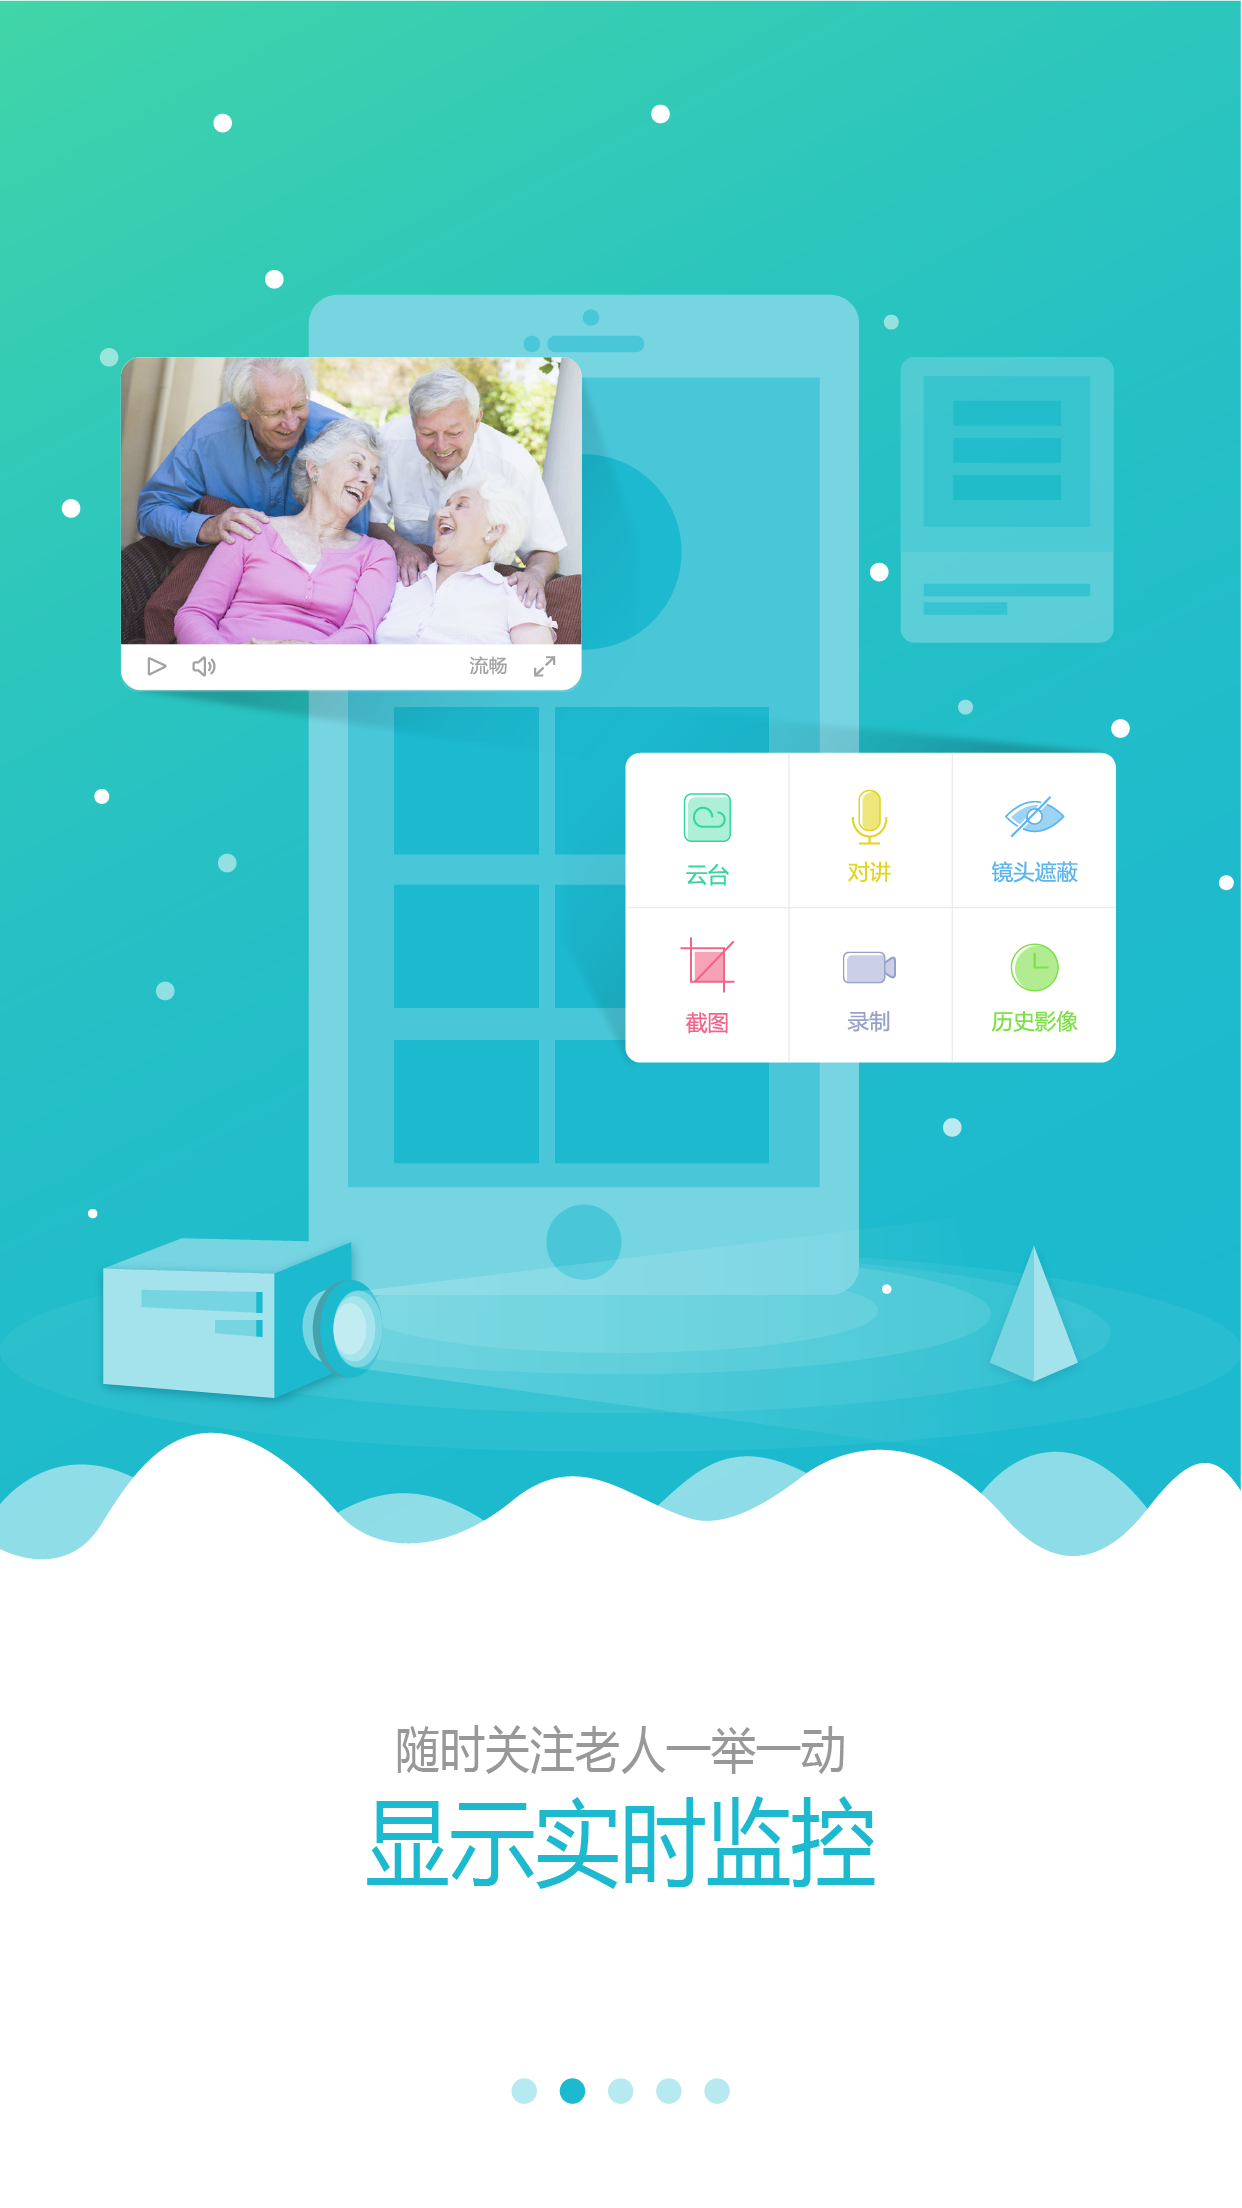 流畅
云台
对讲
镜头遮蔽
截图
录制
历史影像
随时关注老人一举一动
显示实时监控